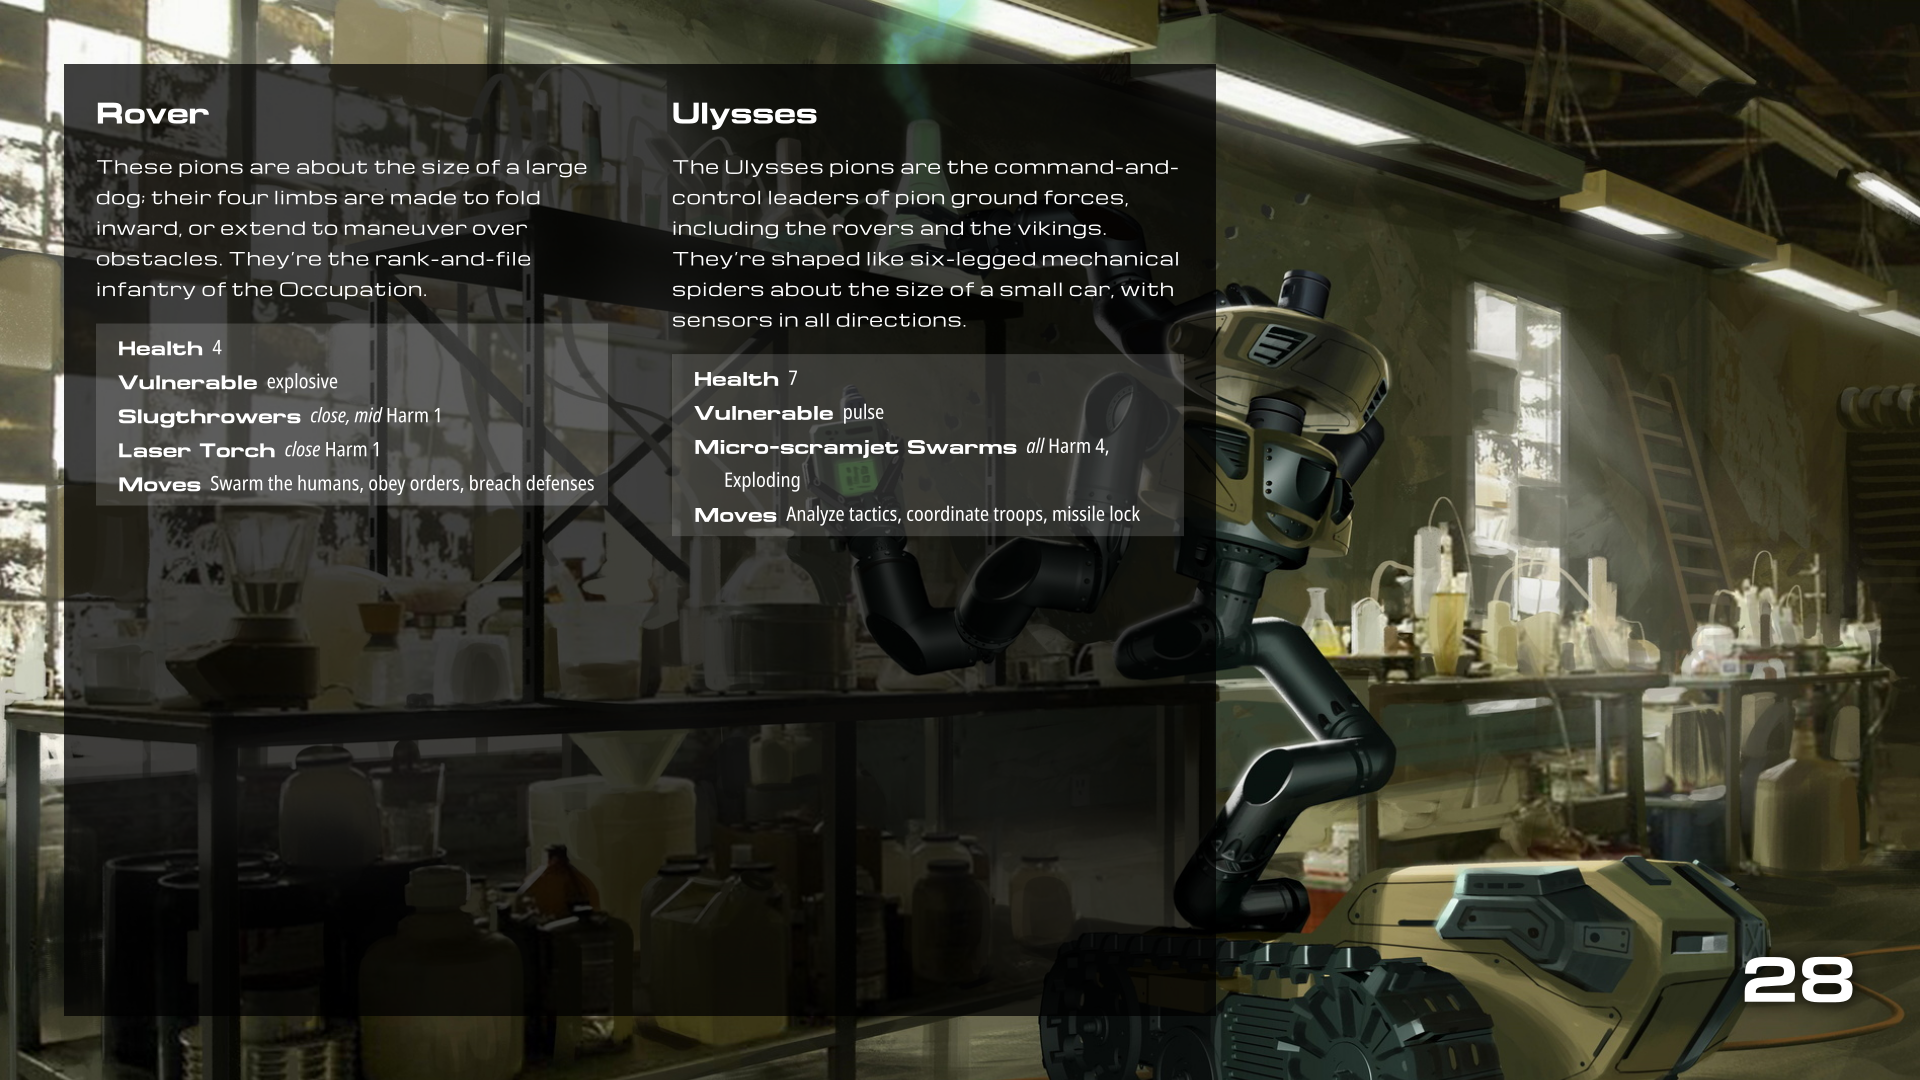 Rover
These pions are about the size of a large
dog; their four limbs are made to fold
inward, or extend to maneuver over
obstacles. They're the rank-and-file
infantry of the Occupation.
Health 4
Vulnerable explosive
Slugthrowers close, mid Harm 1
Laser Torch close Harm 1
Moves Swarm the humans, obey orders, breach defenses
Ulysses
The Ulysses pions are the command-and-
control leaders of pion ground forces,
including the rovers and the vikings.
They're shaped like six-legged mechanical
spiders about the size of a small car, with
sensors in all directions.
Health 7
Vulnerable pulse
Micro-scramjet Swarms all Harm 4,
Exploding
Moves Analyze tactics, coordinate troops, missile lock
28